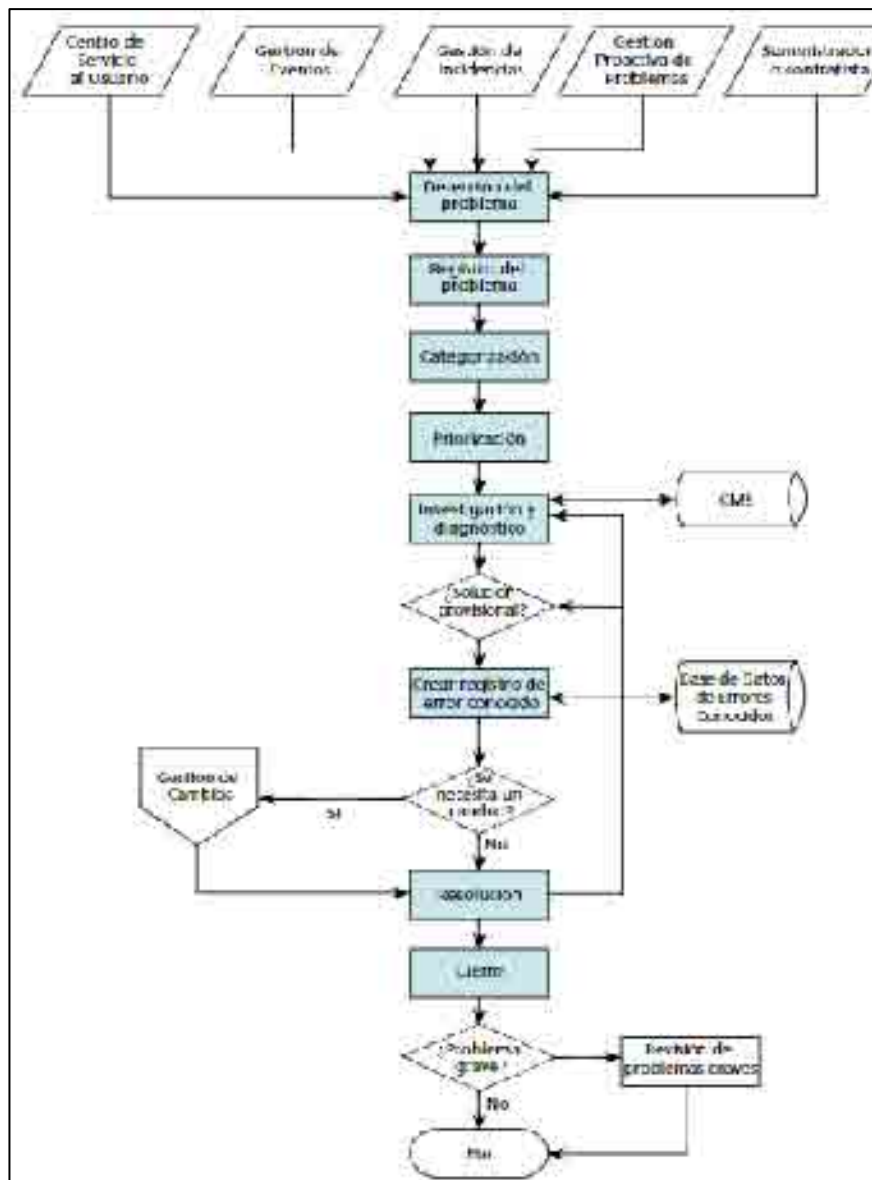 Centro de
Servicio
al Usuario
Gestión de
Eventos
Gestión de
Incidencias
Gestión
Proactiva de
Problemas
Suministrador
o contratista
Detección del
problema
Registro del
problema
Categorización
Priorización
Investigación y
diagnóstico
CMS
¿Solución
provisional?
Crear registro de
error conocido
Base de Datos
de Errores
Conocidos
Gestión de
Cambios
¿Se
necesita un
cambio?
Sí
No
Resolución
Cierre
¿Problema
grave?
Revisión de
problemas graves
No
Fin